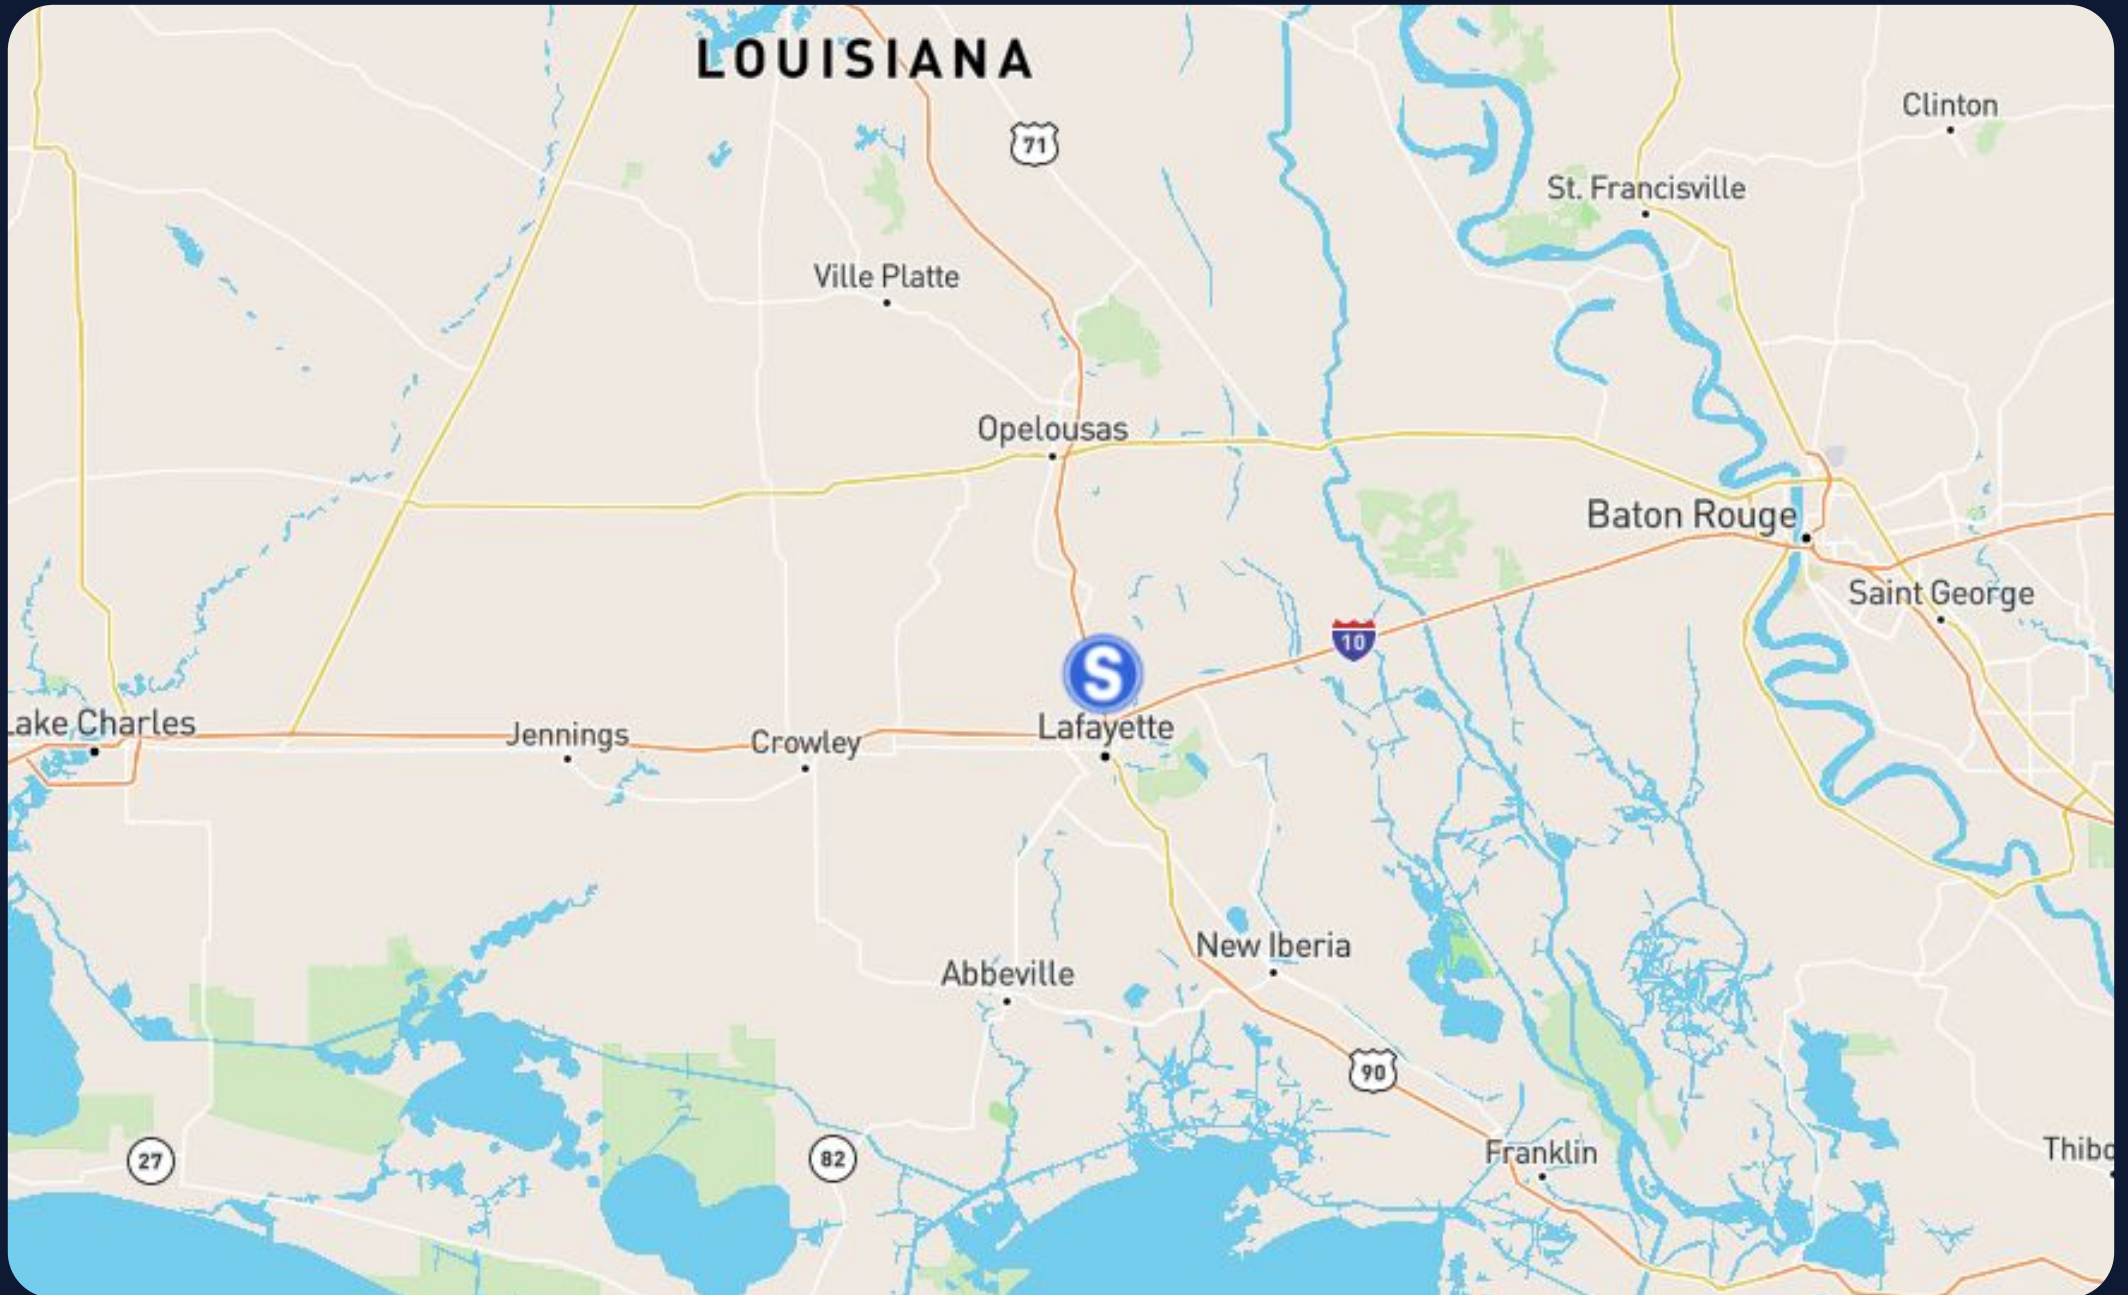 LOUISIANA
Clinton
71
St. Francisville
Ville Platte
Opelousas
Baton Rouge
Saint George
10
S
Lake Charles
Jennings
Crowley
Lafayette
New Iberia
Abbeville
90
Franklin
Thibo
27
82